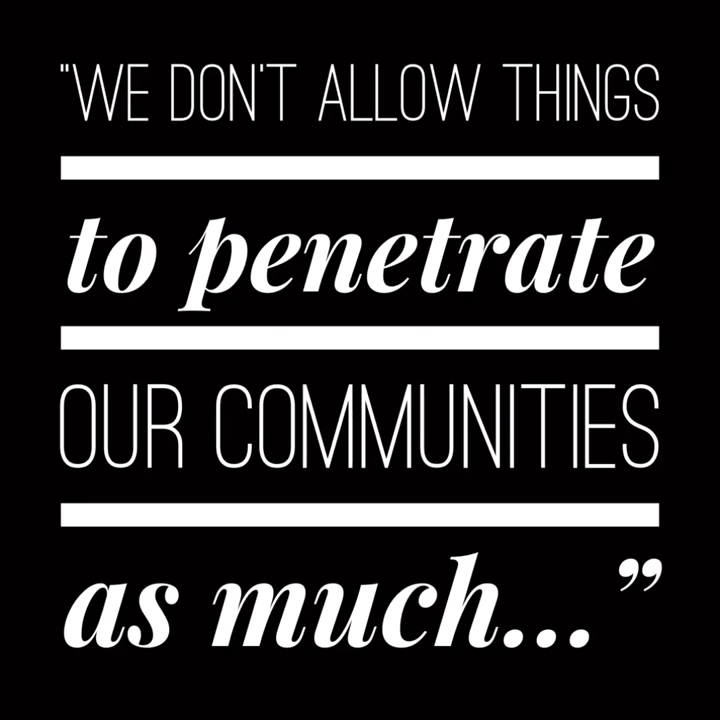 "WE DON'T ALLOW THINGS
to penetrate
OUR COMMUNITIES
as much...”